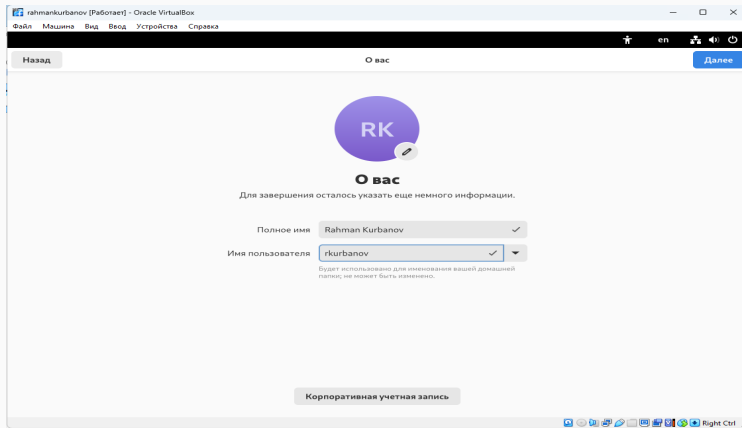 rahmankurbanov [Работает] - Oracle VirtualBox
Файл Машина Вид Ввод Устройства Справка
en
Назад О вас Далее
RK
О вас
Для завершения осталось указать еще немного информации.
Полное имя Rahman Kurbanov
Имя пользователя rkurbanov
Будет использовано для именования вашей домашней
папки; не может быть изменено.
Корпоративная учетная запись
Right Ctrl